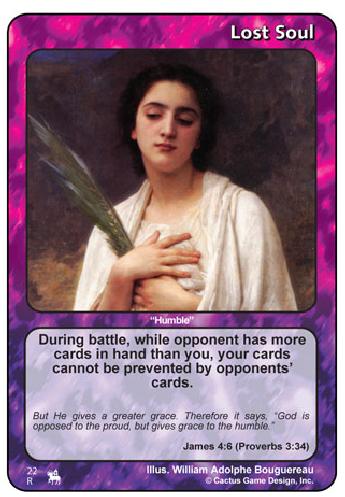 Lost Soul
"Humble"
During battle, while opponent has more
cards in hand than you, your cards
cannot be prevented by opponents'
cards.
But He gives a greater grace. Therefore it says, "God is
opposed to the proud, but gives grace to the humble."
James 4:6 (Proverbs 3:34)
22
R
Illus. William Adolphe Bouguereau
© Cactus Game Design, Inc.